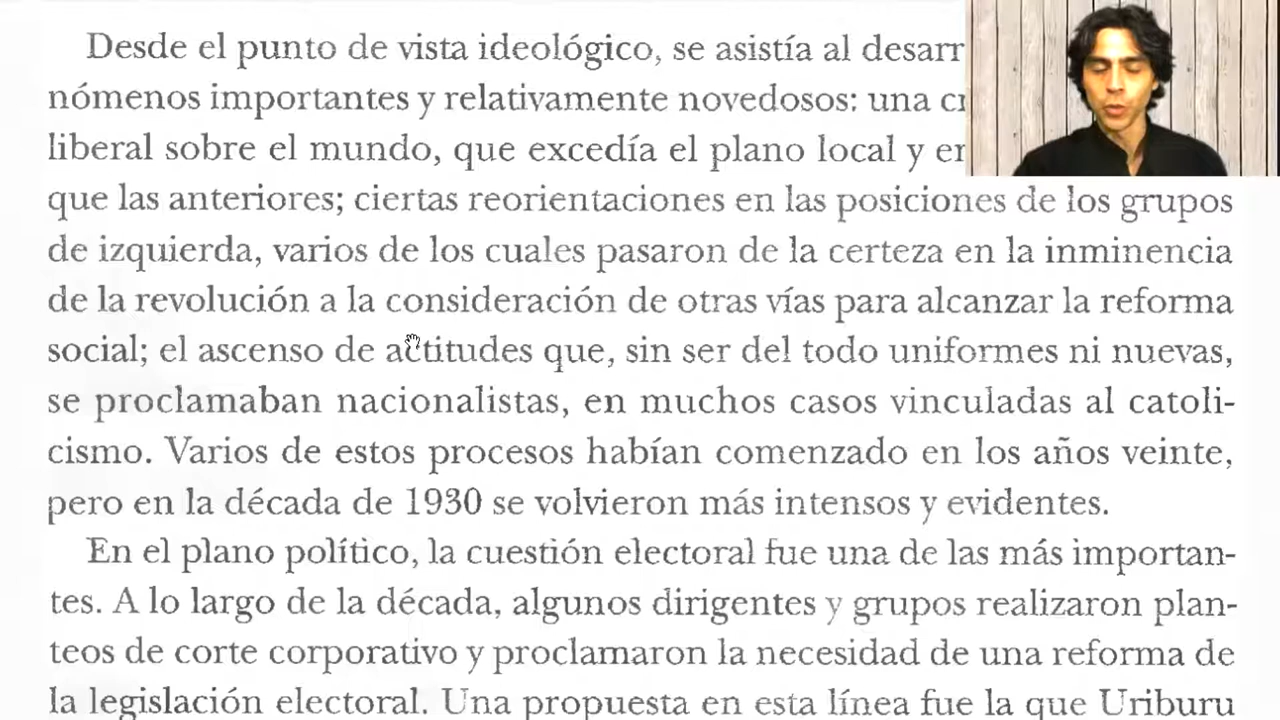 Desde el punto de vista ideológico, se asistía al
nómenos importantes y relativamente novedosos: una
liberal sobre el mundo, que excedía el plano local y
que las anteriores; ciertas reorientaciones en las posiciones de los grupos
de izquierda, varios de los cuales pasaron de la certeza en la inminencia
de la revolución a la consideración de otras vías para alcanzar la reforma
social; el ascenso de actitudes que, sin ser del todo uniformes ni nuevas,
se proclamaban nacionalistas, en muchos casos vinculadas al catoli-
cismo. Varios de estos procesos habían comenzado en los años veinte,
pero en la década de 1930 se volvieron más intensos y evidentes.
En el plano político, la cuestión electoral fue una de las más importan-
tes. A lo largo de la década, algunos dirigentes y grupos realizaron plan-
teos de corte corporativo y proclamaron la necesidad de una reforma de
la legislación electoral. Una propuesta en esta línea fue la que Uriburu